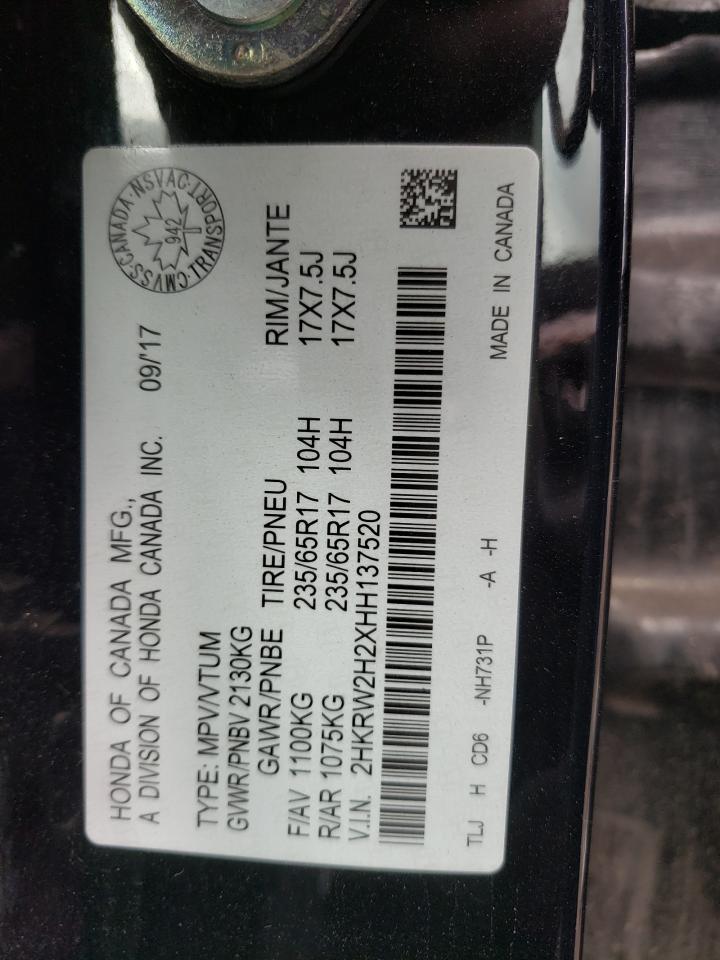 HONDA OF CANADA MFG.,
A DIVISION OF HONDA CANADA INC. 09/'17
CMVSS·CANADA·NSVAC·TRANSPORT
942
TYPE: MPV/VTUM
GVWR/PNBV 2130KG
GAWR/PNBE TIRE/PNEU RIM/JANTE
F/AV 1100KG 235/65R17 104H 17X7.5J
R/AR 1075KG 235/65R17 104H 17X7.5J
V.I.N. 2HKRW2H2XHH137520
MADE IN CANADA
TLJ H CD6 -NH731P -A -H